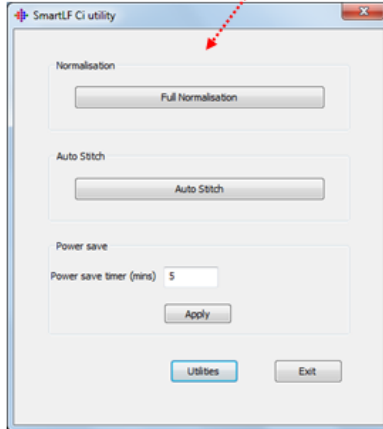 SmartLF Ci utility
Normalisation
Full Normalisation
Auto Stitch
Auto Stitch
Power save
Power save timer (mins) 5
Apply
Utilities Exit